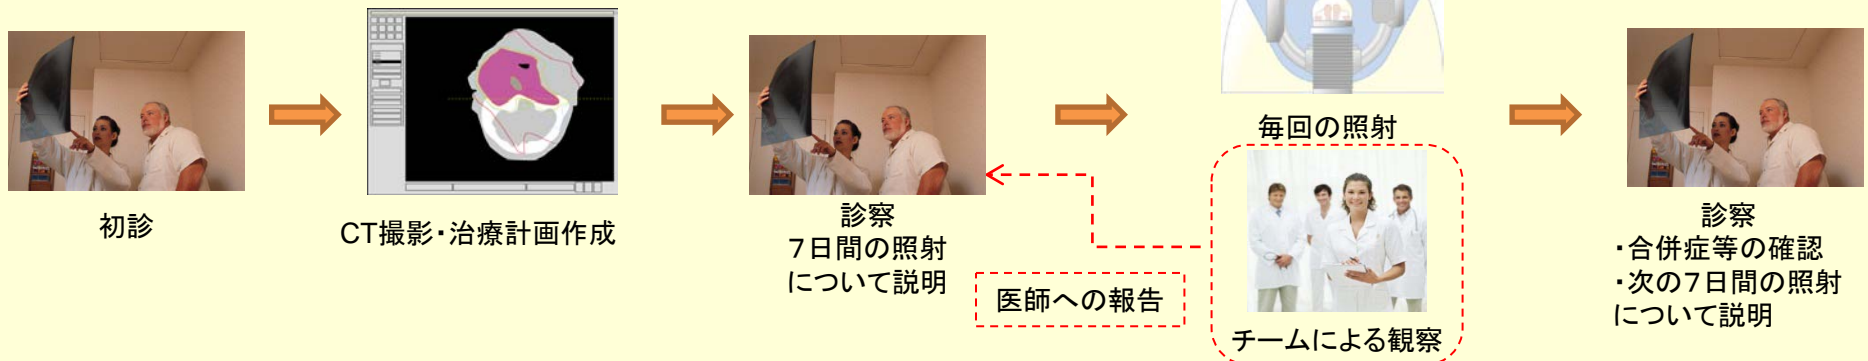 初診
CT撮影・治療計画作成
診察
7日間の照射
について説明
毎回の照射
医師への報告
チームによる観察
診察
・合併症等の確認
・次の7日間の照射
について説明